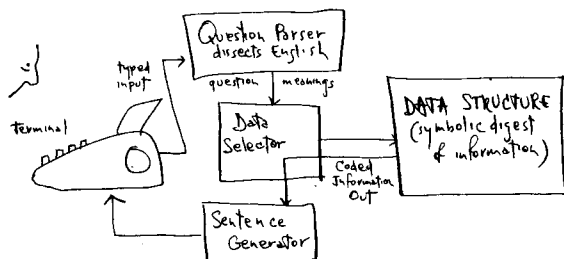 Question Parser
dissects English
typed
input
question meanings
terminal
Data
Selector
DATA STRUCTURE
(symbolic digest
of information)
Coded
Information
Out
Sentence
Generator